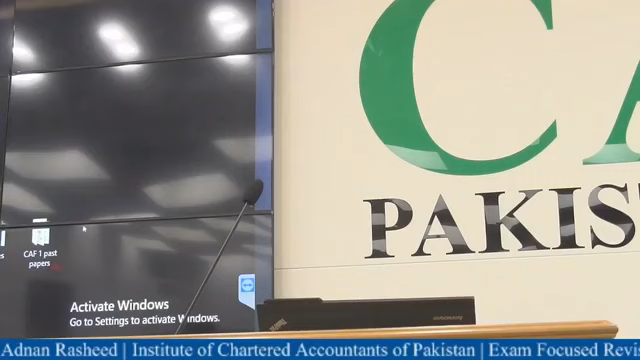 CA
PAKIS
CAF 1 past
papers
Activate Windows
Go to Settings to activate Windows.
Adnan Rasheed | Institute of Chartered Accountants of Pakistan | Exam Focused Revi